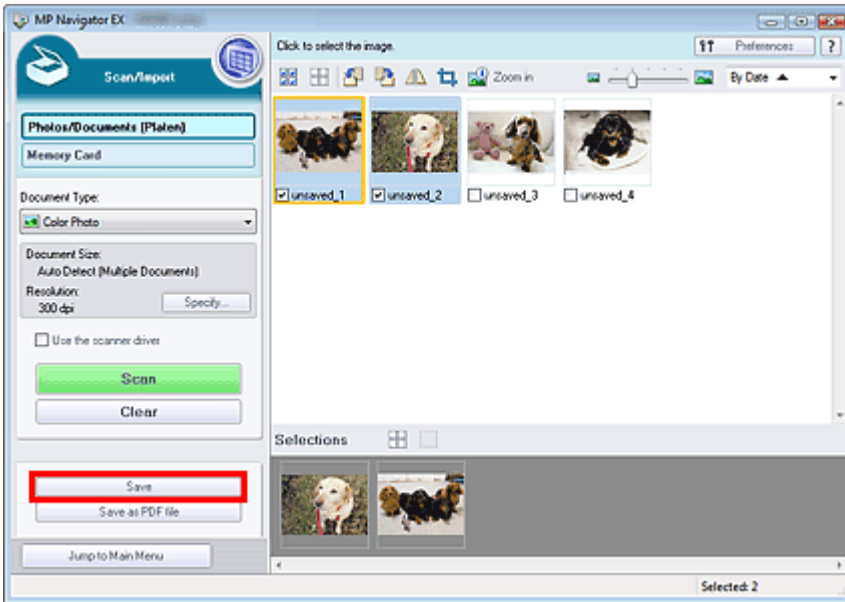 MP Navigator EX
Click to select the image.
Preferences
?
Scan/Import
Zoom in
By Date
Photos/Documents (Platen)
Memory Card
unsaved_1
unsaved_2
unsaved_3
unsaved_4
Document Type:
Color Photo
Document Size:
Auto Detect (Multiple Documents)
Resolution:
300 dpi
Specify...
Use the scanner driver
Scan
Clear
Selections
Save
Save as PDF file
Jump to Main Menu
Selected: 2